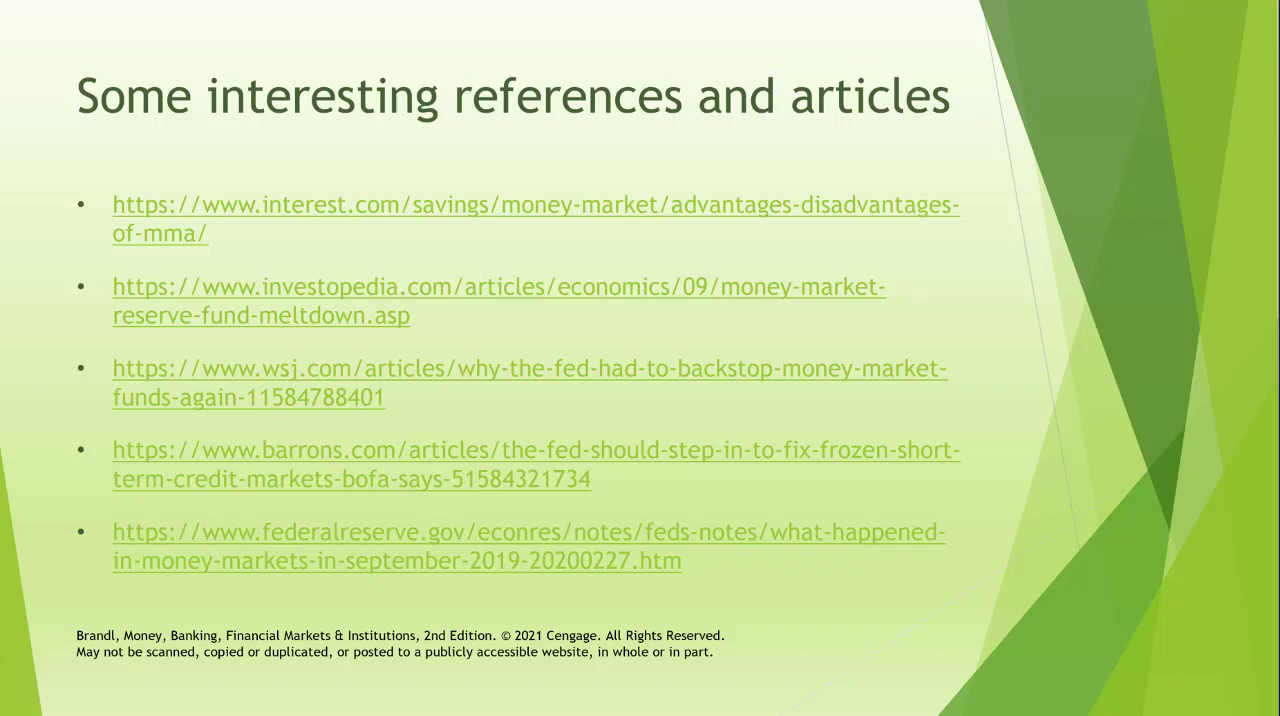 Some interesting references and articles
• https://www.interest.com/savings/money-market/advantages-disadvantages-
of-mma/
• https://www.investopedia.com/articles/economics/09/money-market-
reserve-fund-meltdown.asp
• https://www.wsj.com/articles/why-the-fed-had-to-backstop-money-market-
funds-again-11584788401
• https://www.barrons.com/articles/the-fed-should-step-in-to-fix-frozen-short-
term-credit-markets-bofa-says-51584321734
• https://www.federalreserve.gov/econres/notes/feds-notes/what-happened-
in-money-markets-in-september-2019-20200227.htm
Brandl, Money, Banking, Financial Markets & Institutions, 2nd Edition. © 2021 Cengage. All Rights Reserved.
May not be scanned, copied or duplicated, or posted to a publicly accessible website, in whole or in part.